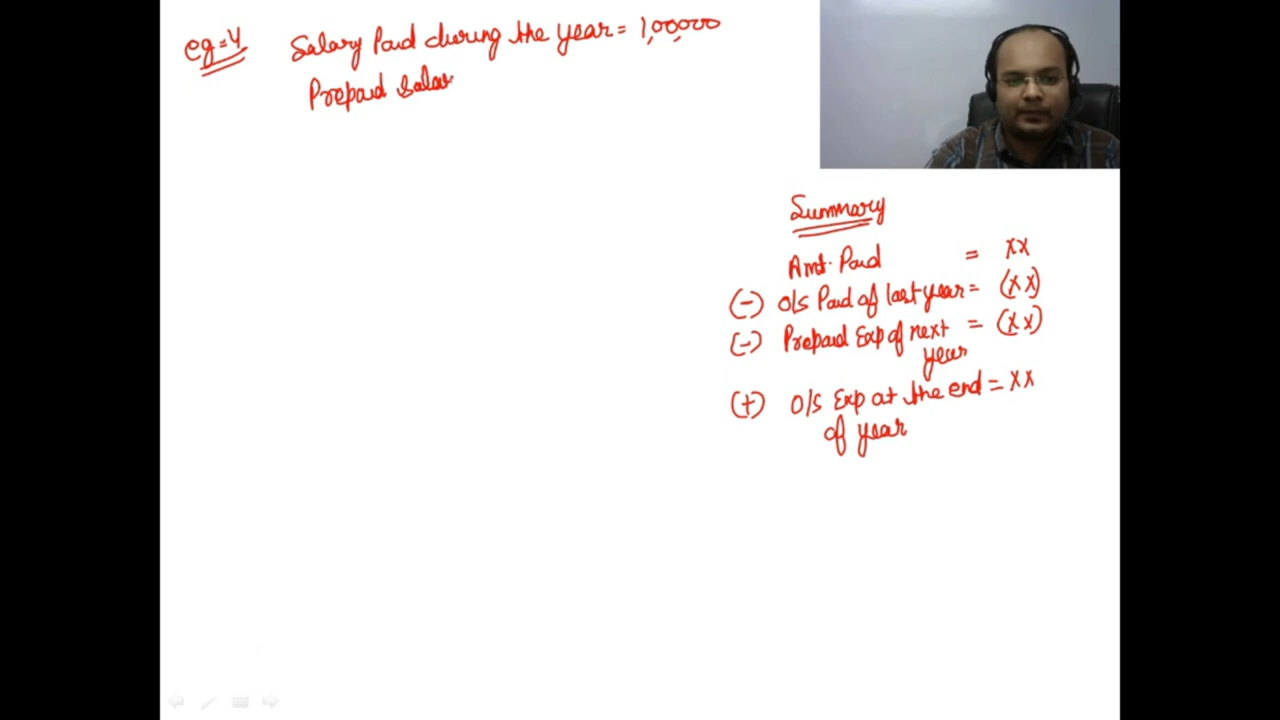 eg=4 Salary Paid during the year = 1,00,000
Prepaid Salar
Summary
Amt. Paid = xx
(-) O/s Paid of last year = (xx)
(-) Prepaid Exp of next = (xx)
year
(+) O/s Exp at the end = xx
of year